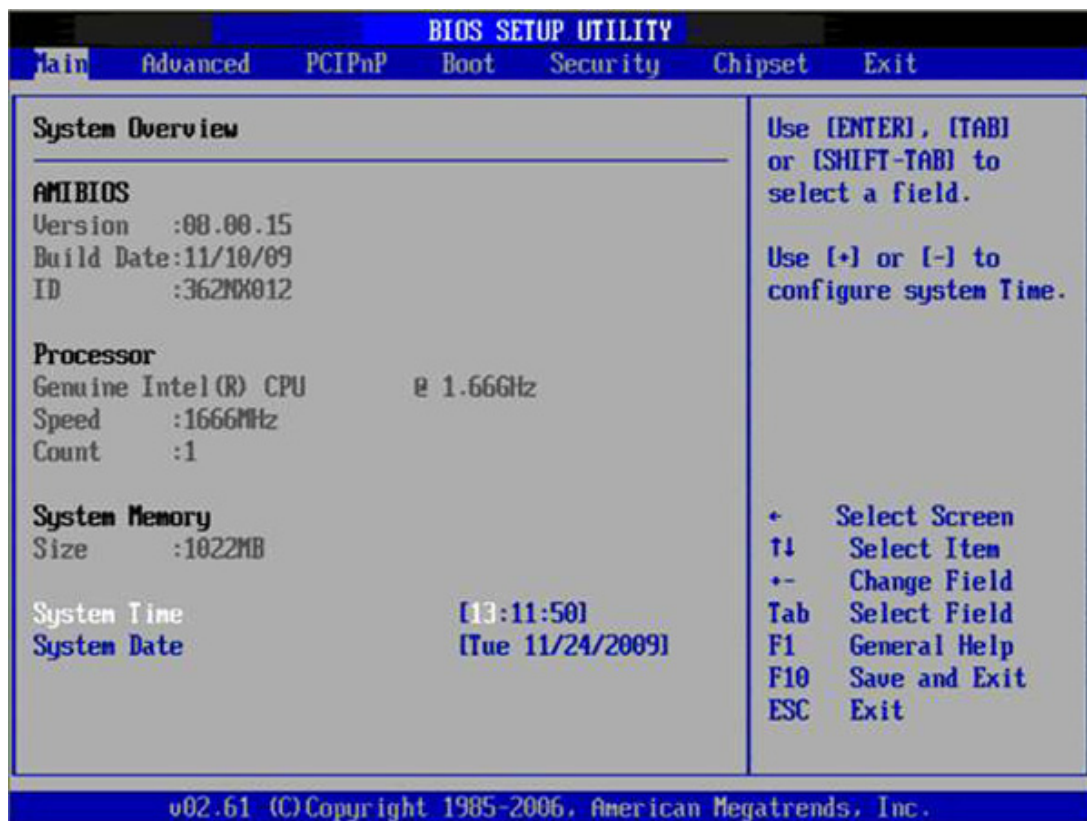 BIOS SETUP UTILITY
Main Advanced PCIPnP Boot Security Chipset Exit
System Overview
AMIBIOS
Version :08.00.15
Build Date:11/10/09
ID :362NX012
Processor
Genuine Intel(R) CPU @ 1.66GHz
Speed :1666MHz
Count :1
System Memory
Size :1022MB
System Time [13:11:50]
System Date [Tue 11/24/2009]
Use [ENTER], [TAB]
or [SHIFT-TAB] to
select a field.
Use [+] or [-] to
configure system Time.
← Select Screen
↑↓ Select Item
+- Change Field
Tab Select Field
F1 General Help
F10 Save and Exit
ESC Exit
v02.61 (C)Copyright 1985-2006, American Megatrends, Inc.